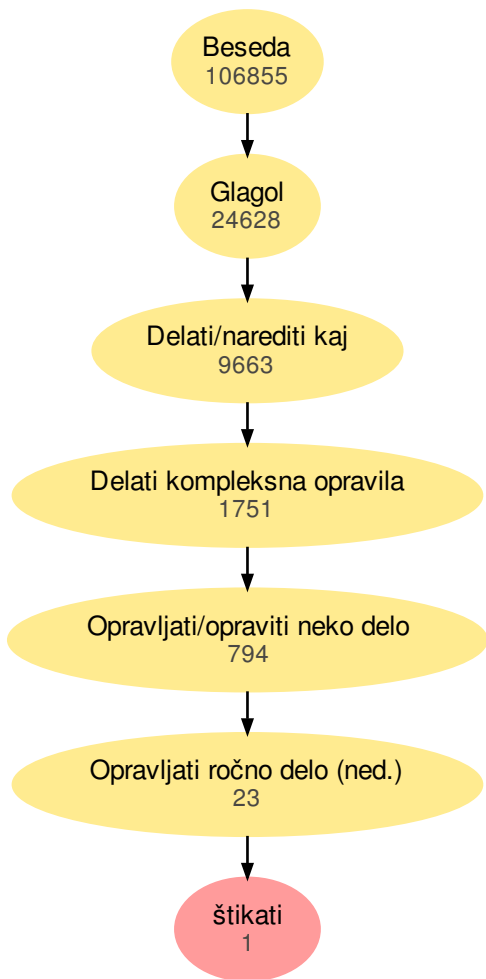 Beseda
106855
Glagol
24628
Delati/narediti kaj
9663
Delati kompleksna opravila
1751
Opravljati/opraviti neko delo
794
Opravljati ročno delo (ned.)
23
štikati
1